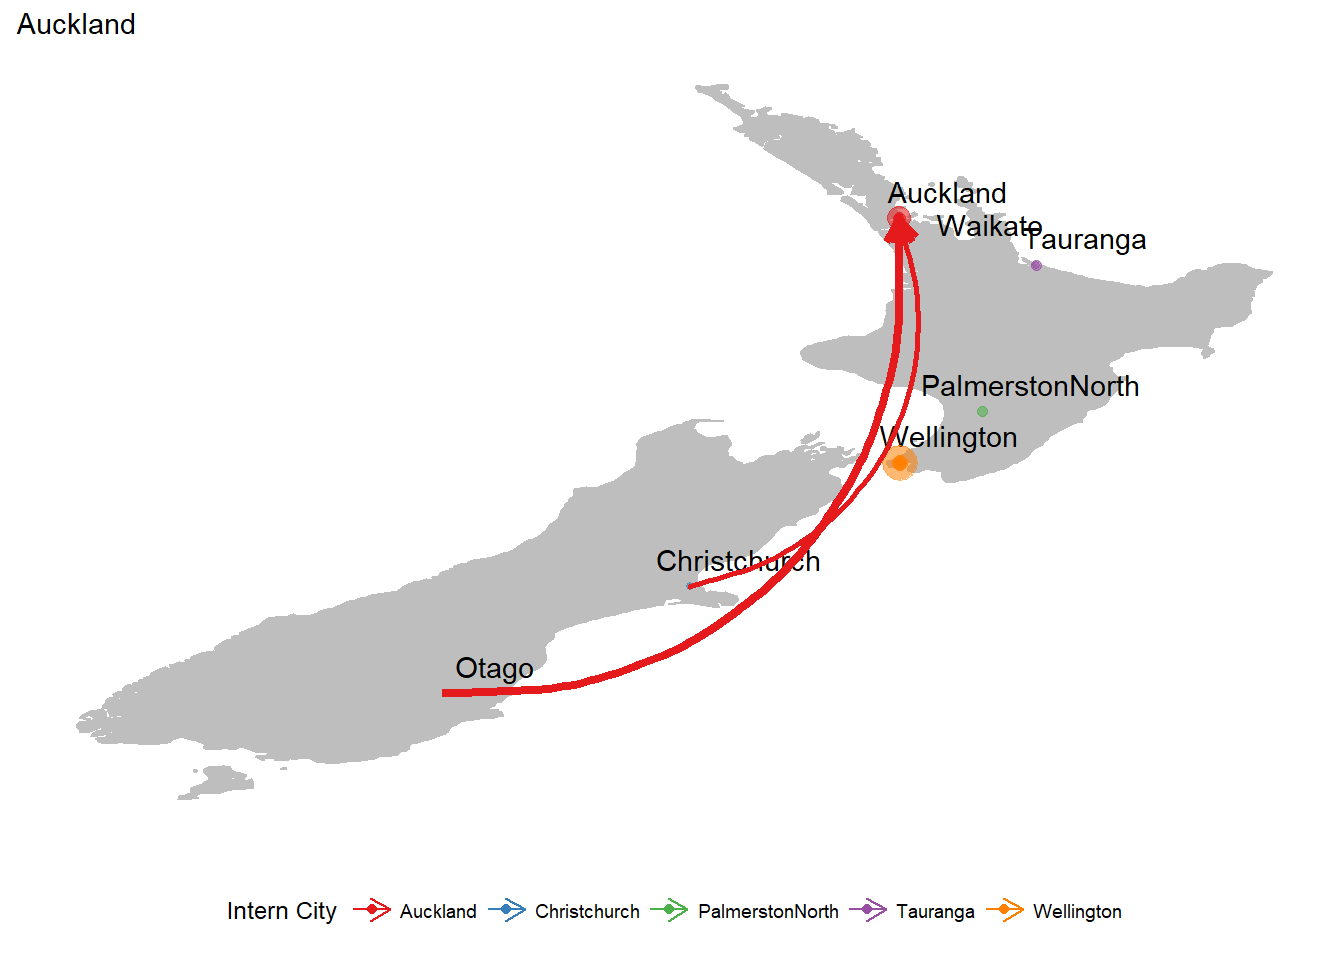 Auckland
Auckland
Waikato
Tauranga
PalmerstonNorth
Wellington
Christchurch
Otago
Intern City Auckland Christchurch PalmerstonNorth Tauranga Wellington